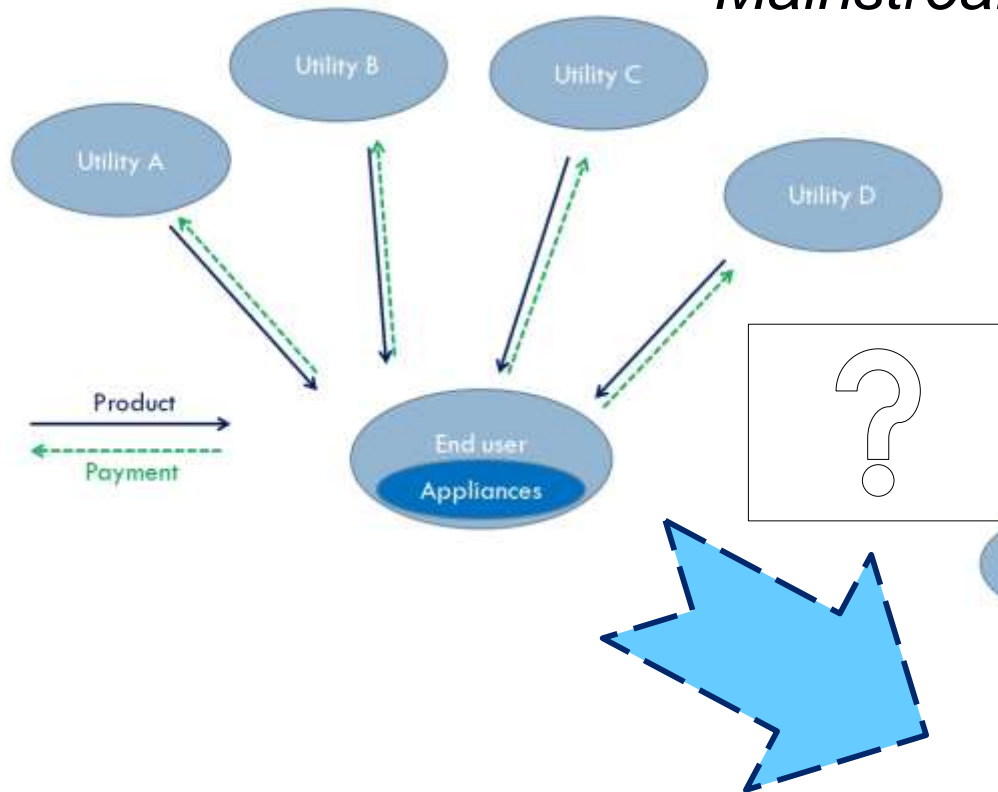 Utility B
Utility C
Utility A
Utility D
Product
Payment
End user
Appliances
?